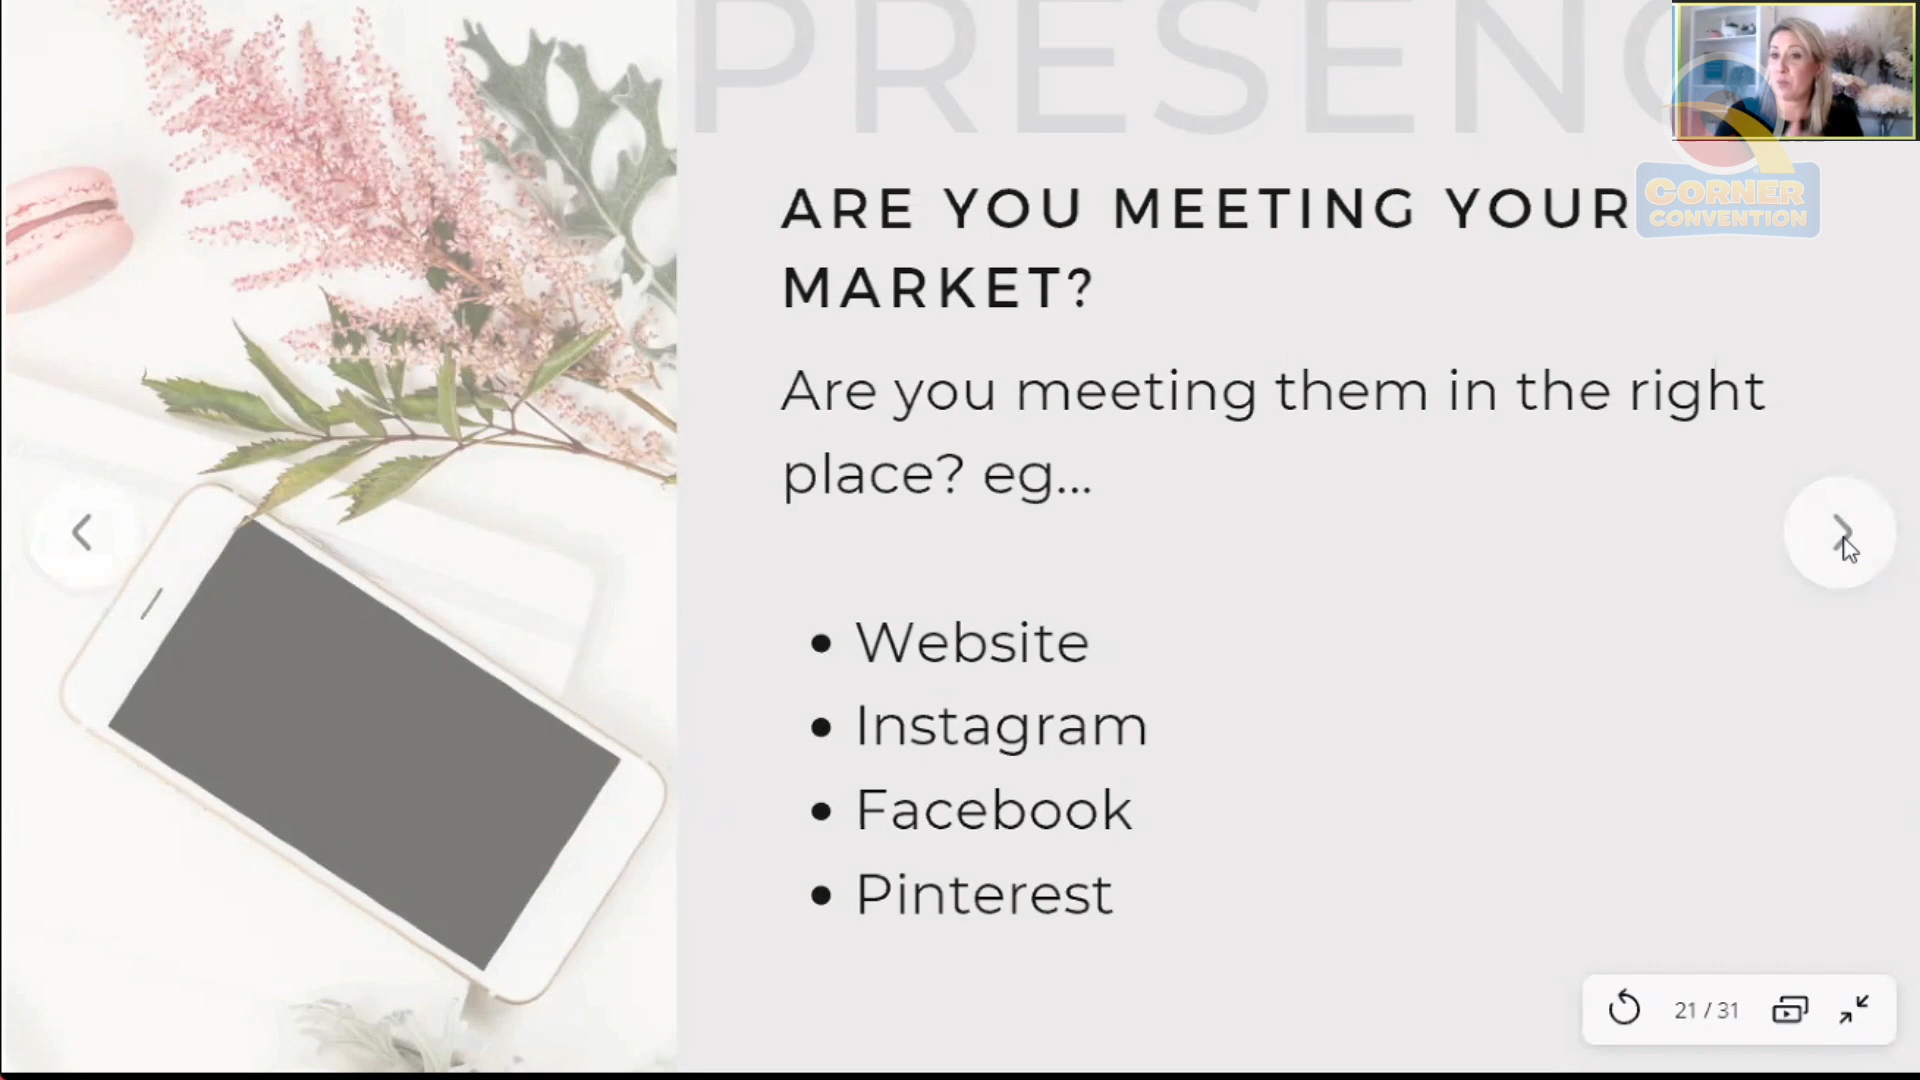 PRESENC
ARE YOU MEETING YOUR
MARKET?
Are you meeting them in the right
place? eg...
• Website
• Instagram
• Facebook
• Pinterest
CORNER
CONVENTION
21 / 31